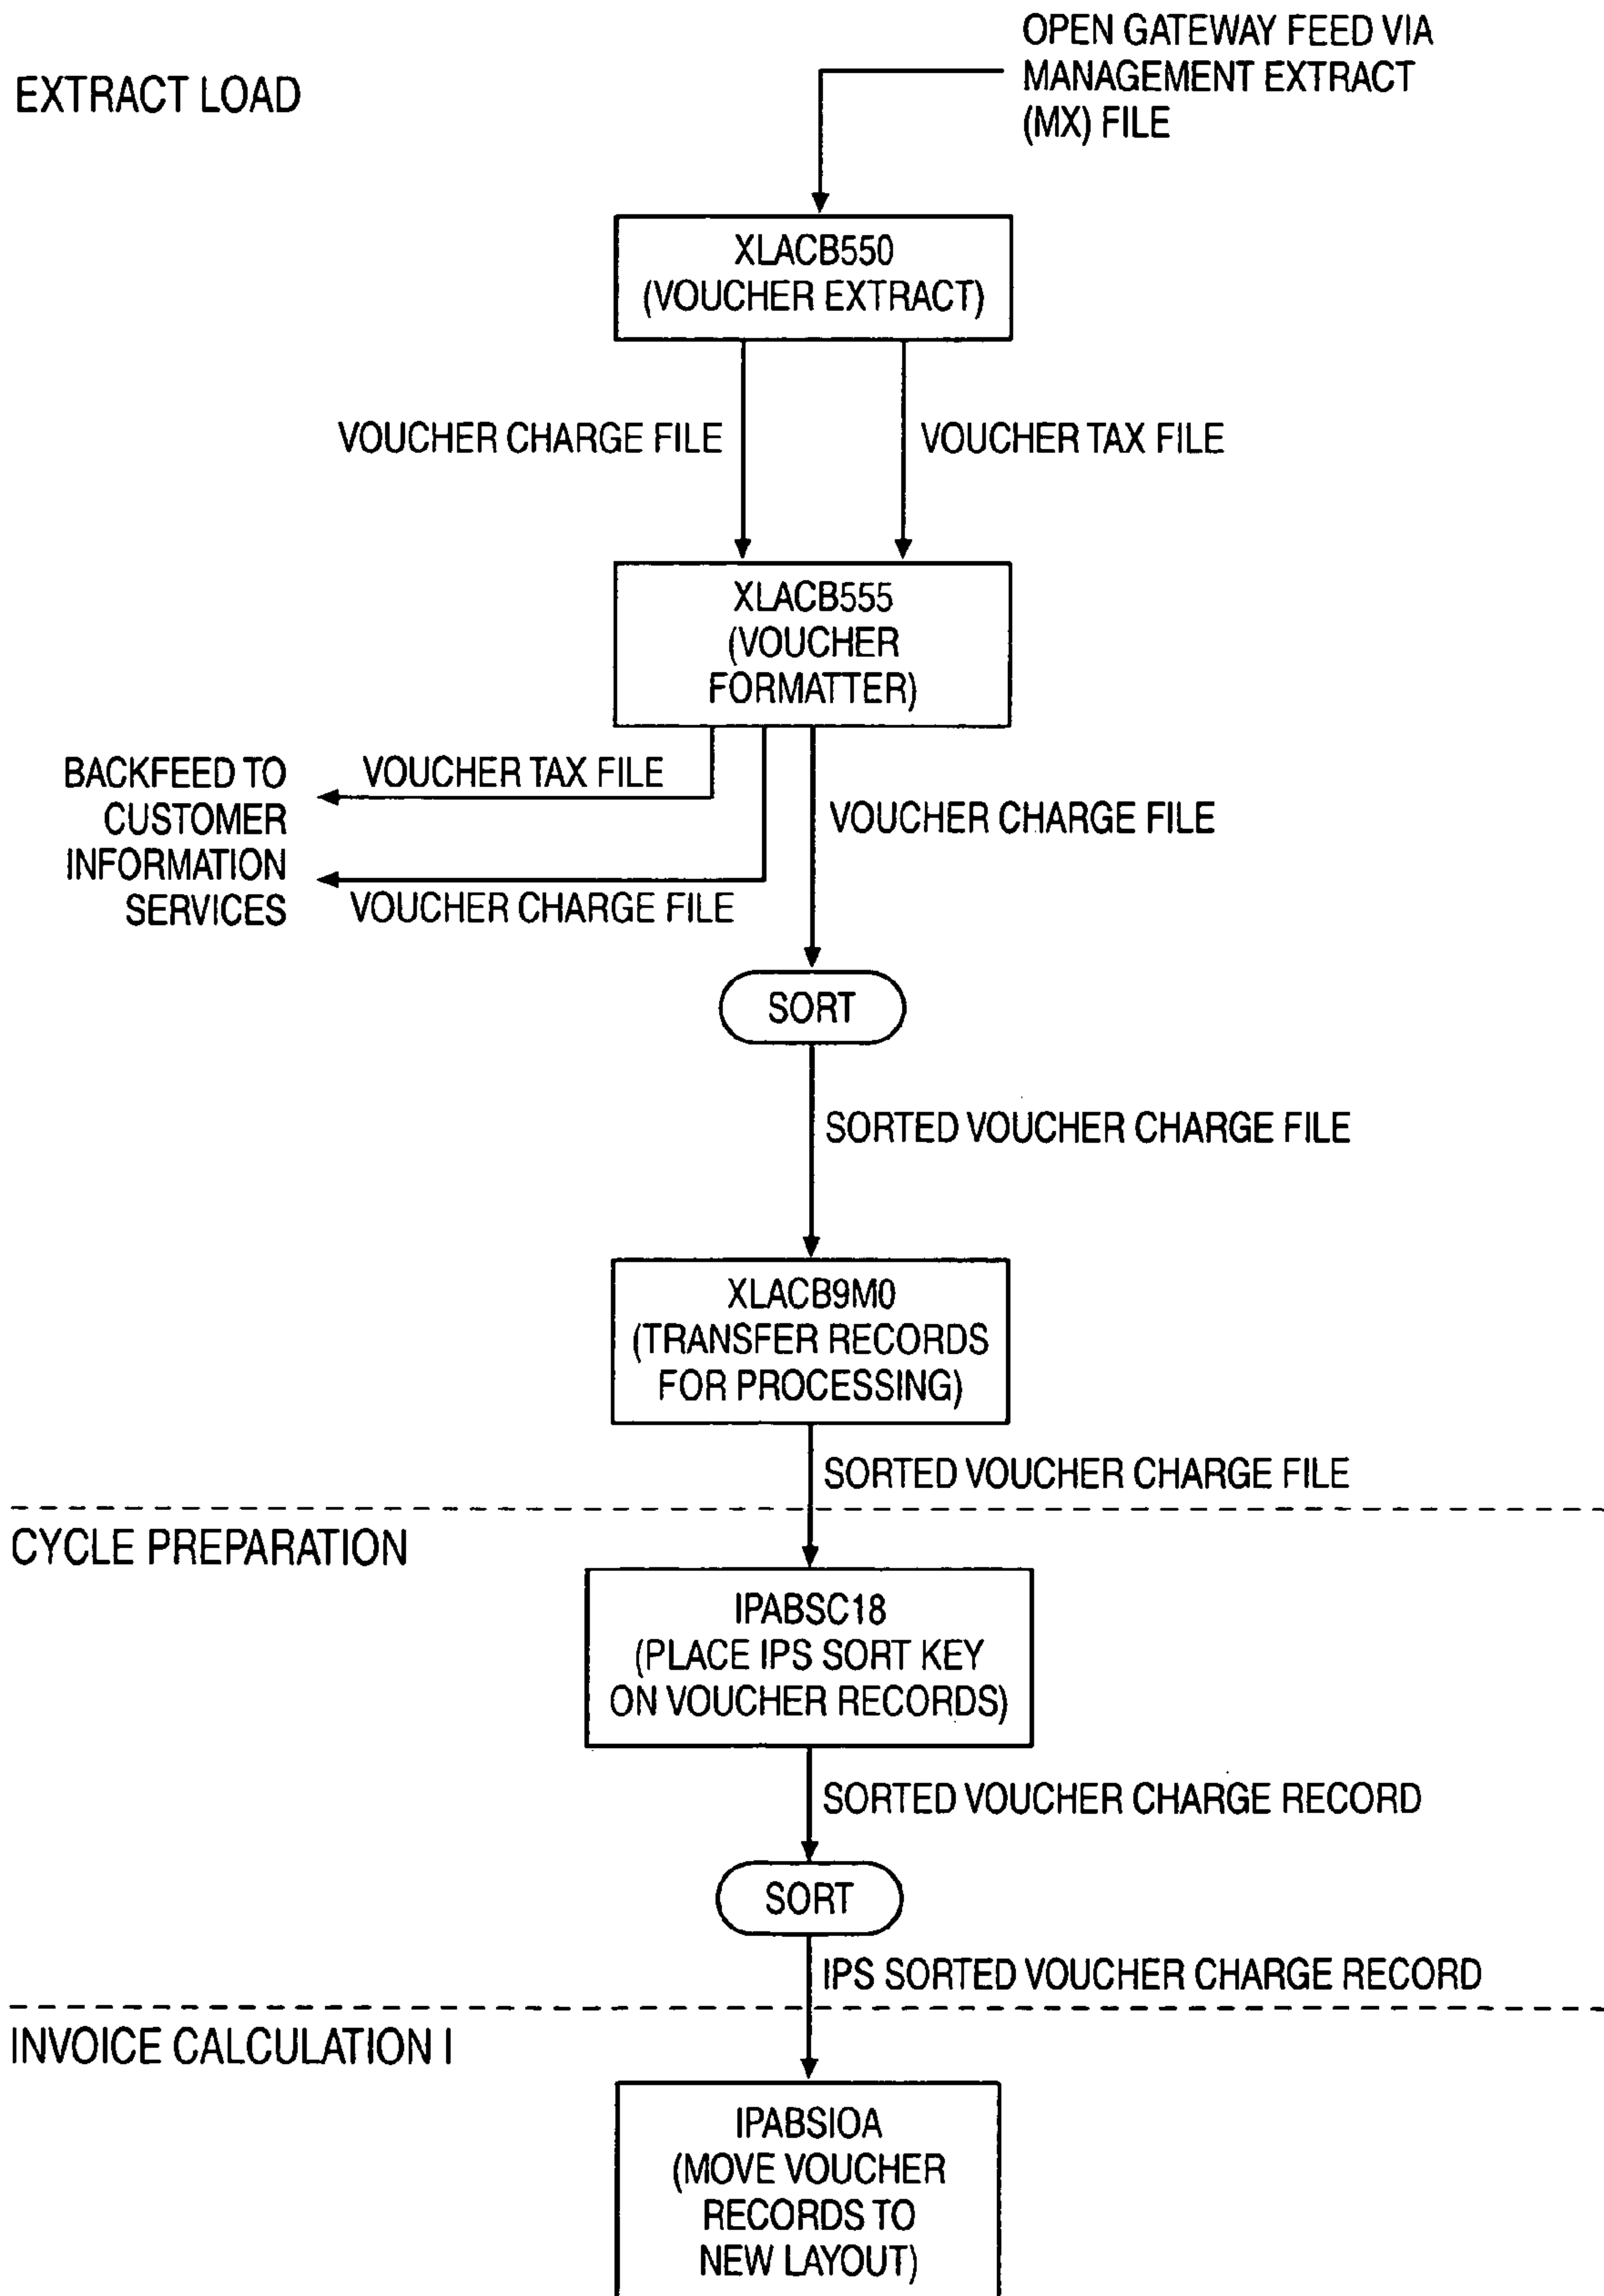 OPEN GATEWAY FEED VIA
MANAGEMENT EXTRACT
(MX) FILE
EXTRACT LOAD
XLACB550
(VOUCHER EXTRACT)
VOUCHER CHARGE FILE
VOUCHER TAX FILE
XLACB555
(VOUCHER
FORMATTER)
BACKFEED TO
CUSTOMER
INFORMATION
SERVICES
VOUCHER TAX FILE
VOUCHER CHARGE FILE
VOUCHER CHARGE FILE
SORT
SORTED VOUCHER CHARGE FILE
XLACB9M0
(TRANSFER RECORDS
FOR PROCESSING)
SORTED VOUCHER CHARGE FILE
CYCLE PREPARATION
IPABSC18
(PLACE IPS SORT KEY
ON VOUCHER RECORDS)
SORTED VOUCHER CHARGE RECORD
SORT
IPS SORTED VOUCHER CHARGE RECORD
INVOICE CALCULATION I
IPABSIOA
(MOVE VOUCHER
RECORDS TO
NEW LAYOUT)